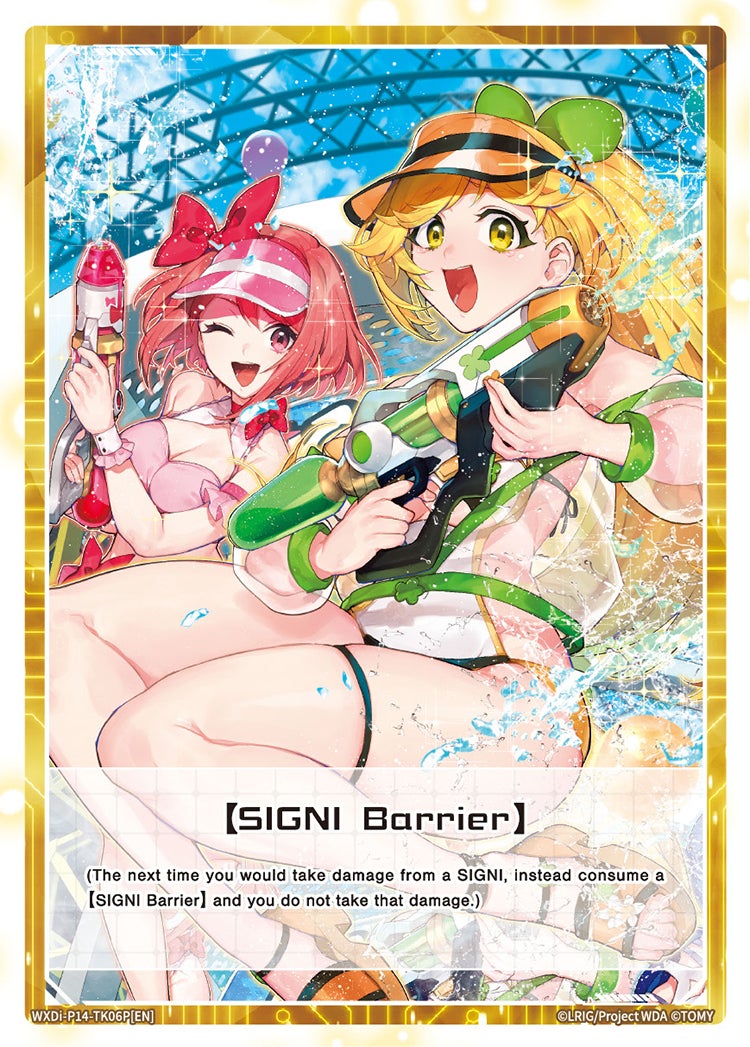 【SIGNI Barrier】
(The next time you would take damage from a SIGNI, instead consume a
【SIGNI Barrier】 and you do not take that damage.)
WXDi-P14-TK06P[EN]
©LRIG/Project WDA ©TOMY